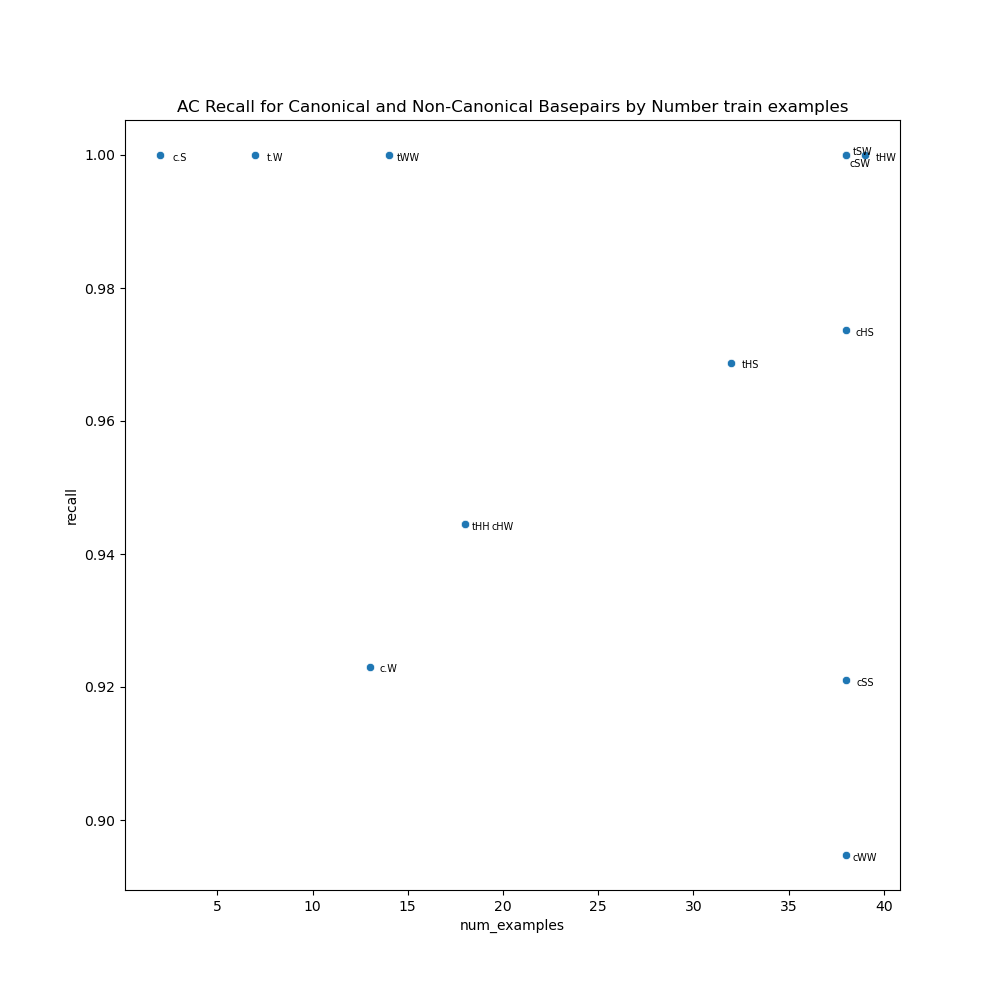 AC Recall for Canonical and Non-Canonical Basepairs by Number train examples
1.00
c.S
t.W
tWW
tSW
cSW
tHW
0.98
cHS
tHS
0.96
recall
0.94
tHH cHW
c.W
0.92
cSS
0.90
cWW
5 10 15 20 25 30 35 40
num_examples